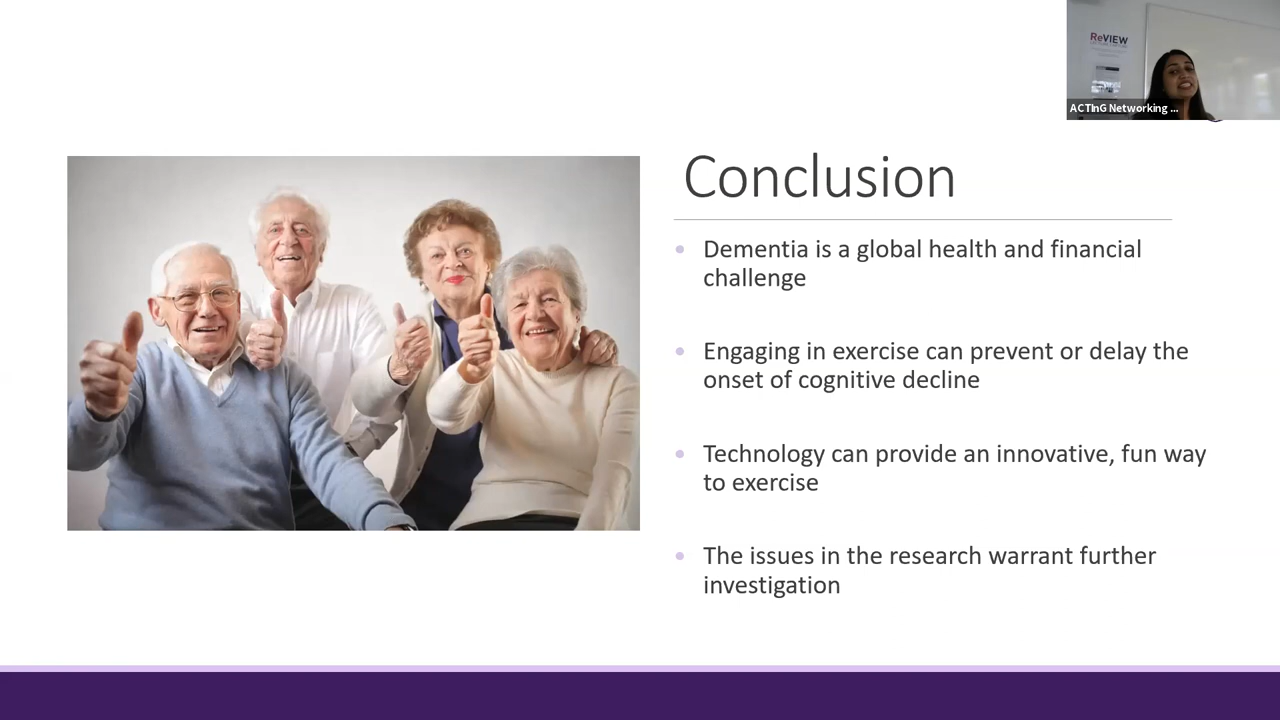 ReVIEW
ACTInG Networking ...
Conclusion
Dementia is a global health and financial
challenge
Engaging in exercise can prevent or delay the
onset of cognitive decline
Technology can provide an innovative, fun way
to exercise
The issues in the research warrant further
investigation